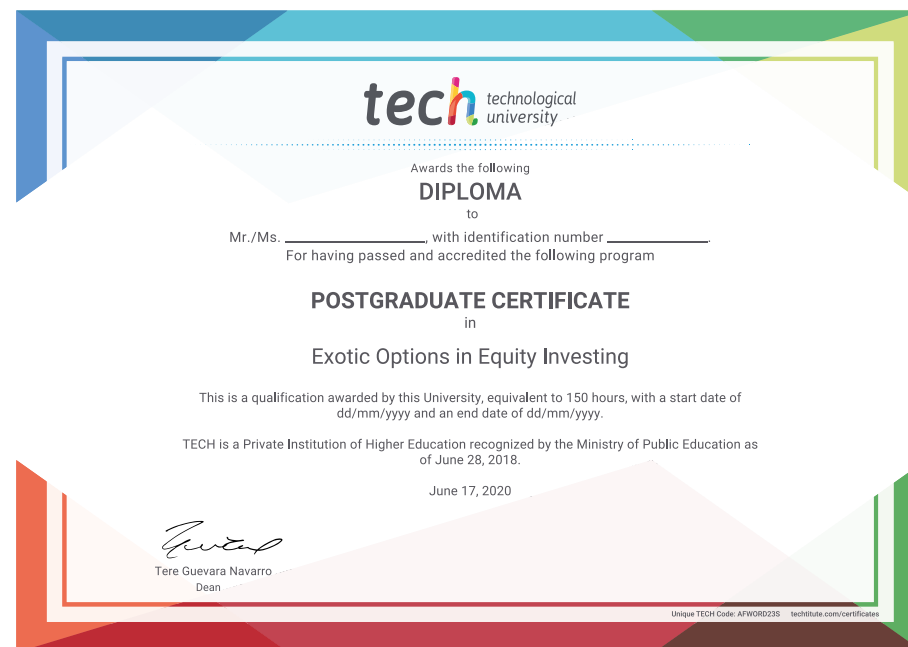 tech technological
university
Awards the following
DIPLOMA
to
Mr./Ms. ____________________, with identification number ______________.
For having passed and accredited the following program
POSTGRADUATE CERTIFICATE
in
Exotic Options in Equity Investing
This is a qualification awarded by this University, equivalent to 150 hours, with a start date of
dd/mm/yyyy and an end date of dd/mm/yyyy.
TECH is a Private Institution of Higher Education recognized by the Ministry of Public Education as
of June 28, 2018.
June 17, 2020
Tere Guevara Navarro
Dean
Unique TECH Code: AFWORD23S techtitute.com/certificates